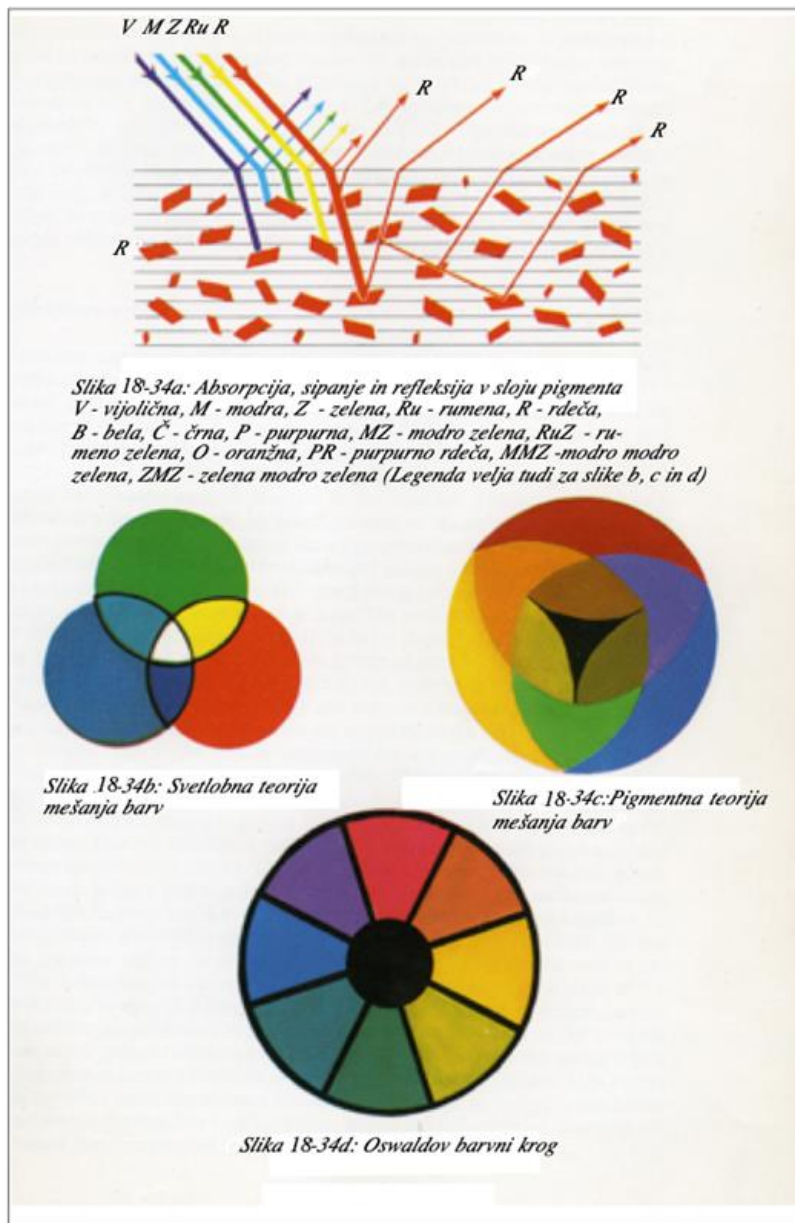 V M Z Ru R
R
R
R
R
R
Slika 18-34a.: Absorpcija, sipanje in refleksija v sloju pigmenta
V - vijolična, M - modra, Z - zelena, Ru - rumena, R - rdeča,
B - bela, Č - črna, P - purpurna, MZ - modro zelena, RuZ - ru-
meno zelena, O - oranžna, PR - purpurno rdeča, MMZ -modro modro
zelena, ZMZ - zelena modro zelena (Legenda velja tudi za slike b, c in d)
Slika 18-34b: Svetlobna teorija
mešanja barv
Slika 18-34c:Pigmentna teorija
mešanja barv
Slika 18-34d: Oswaldov barvni krog